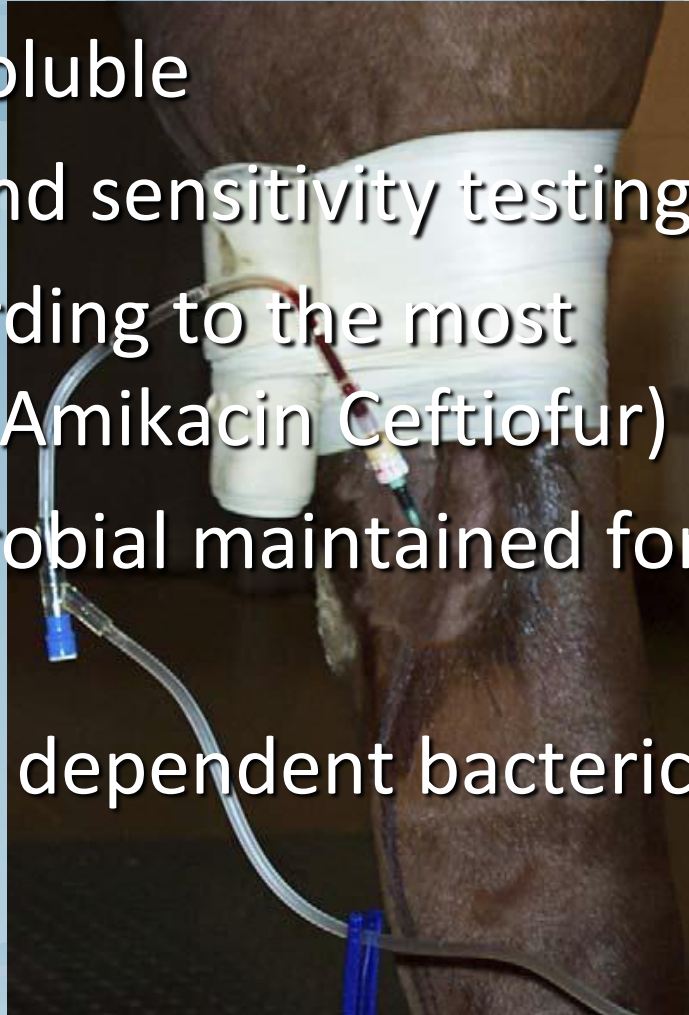 oluble
nd sensitivity testing
rding to the most
Amikacin Ceftiofur)
obial maintained for
dependent bacteric